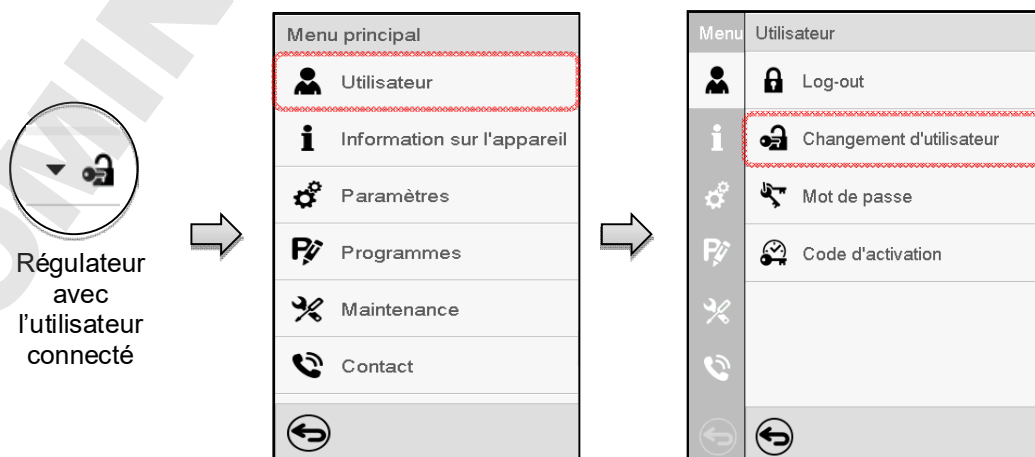 Régulateur
avec
l’utilisateur
connecté
Menu principal
Utilisateur
Information sur l'appareil
Paramètres
Programmes
Maintenance
Contact
Menu
Utilisateur
Log-out
Changement d'utilisateur
Mot de passe
Code d'activation